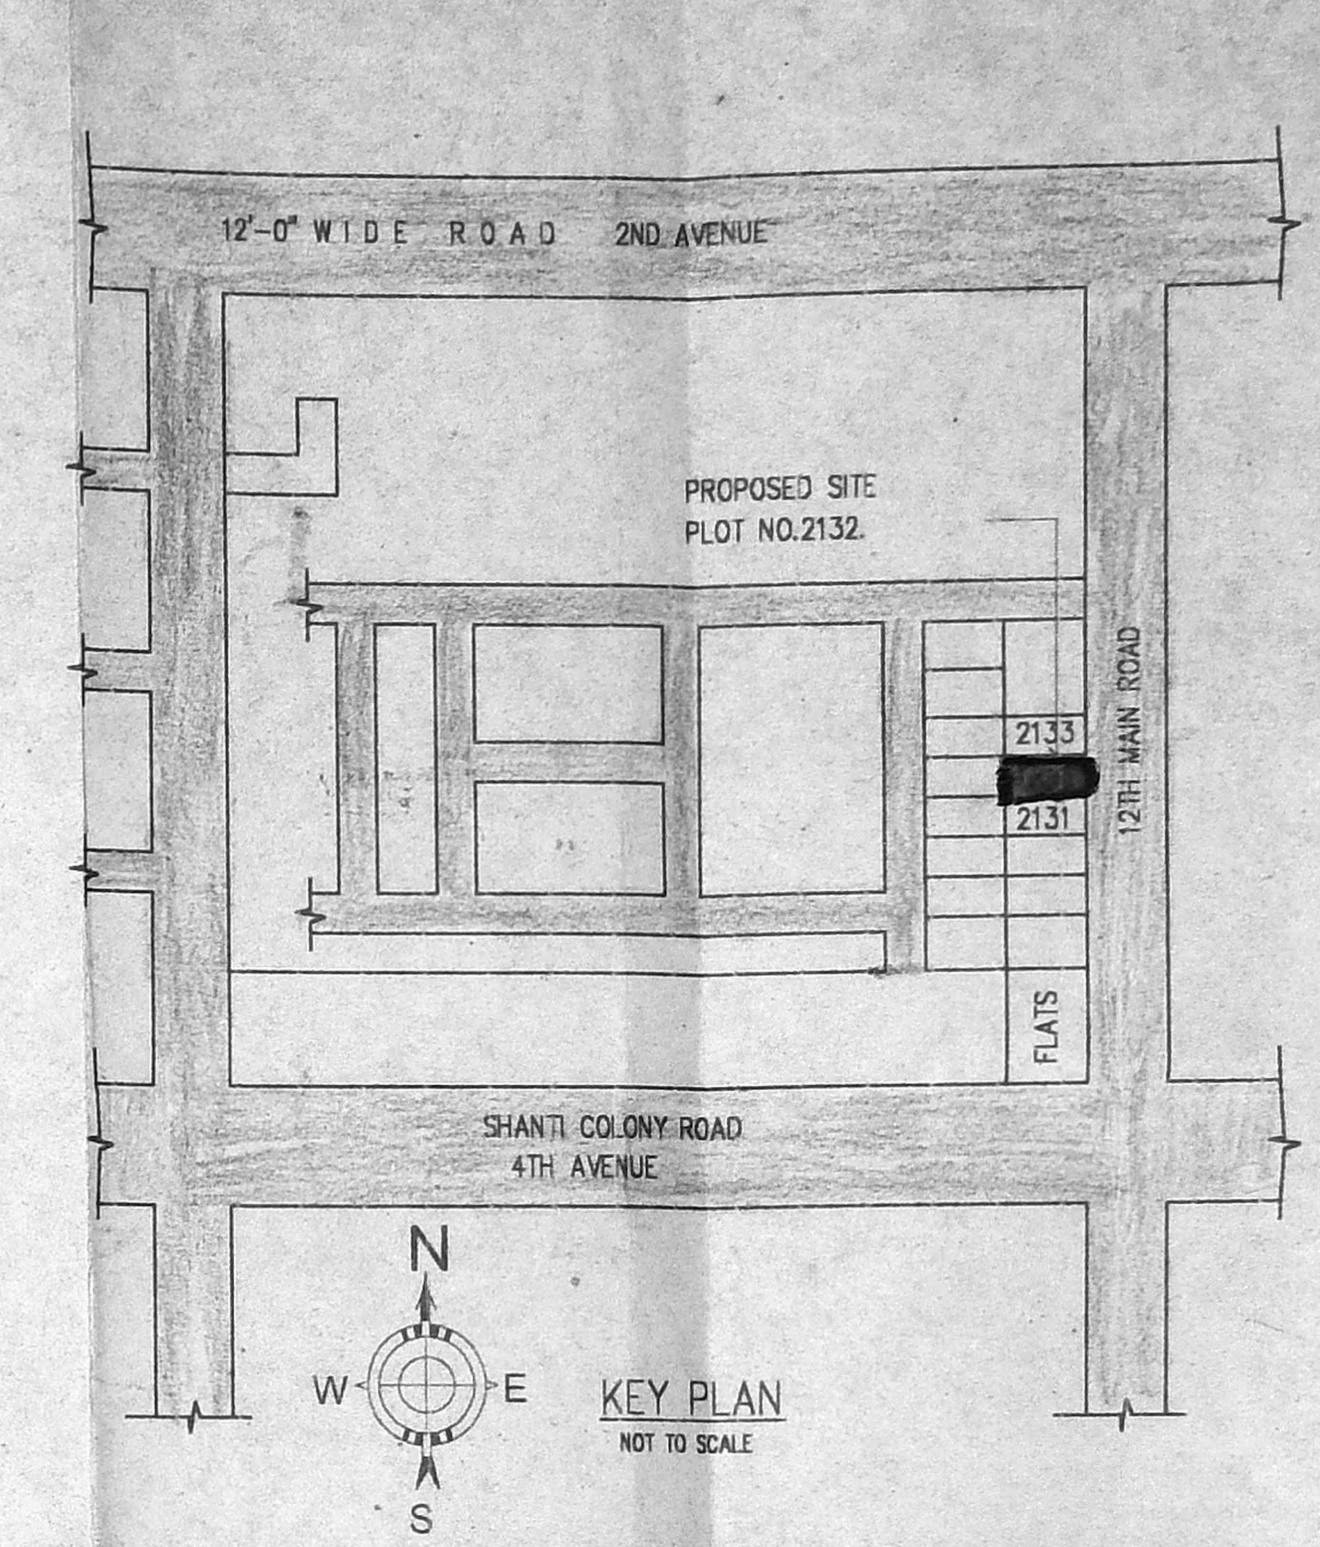 12'-0" WIDE ROAD 2ND AVENUE
PROPOSED SITE
PLOT NO.2132.
2133
2131
12TH MAIN ROAD
FLATS
SHANTI COLONY ROAD
4TH AVENUE
N
W E
S
KEY PLAN
NOT TO SCALE